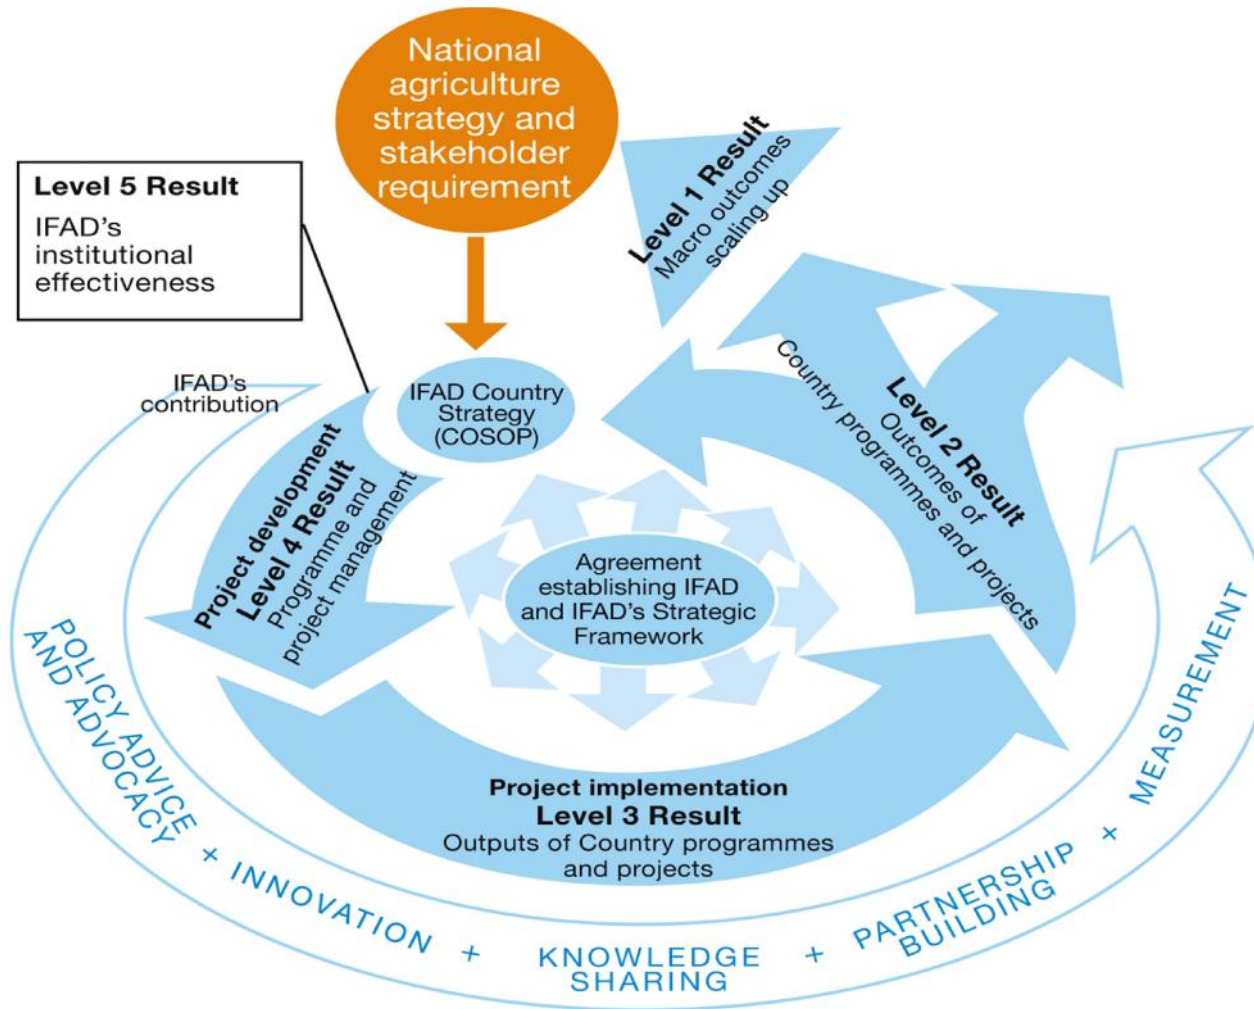 National
agriculture
strategy and
stakeholder
requirement
Level 5 Result
IFAD's
institutional
effectiveness
Level 1 Result
Macro outcomes
scaling up
IFAD's
contribution
IFAD Country
Strategy
(COSOP)
Project development
Level 4 Result
Programme and
project management
Level 2 Result
Outcomes of
Country programmes and projects
Agreement
establishing IFAD
and IFAD's Strategic
Framework
Project implementation
Level 3 Result
Outputs of Country programmes
and projects
POLICY ADVICE
AND ADVOCACY
+ INNOVATION +
KNOWLEDGE
SHARING
+
PARTNERSHIP
BUILDING
+ MEASUREMENT